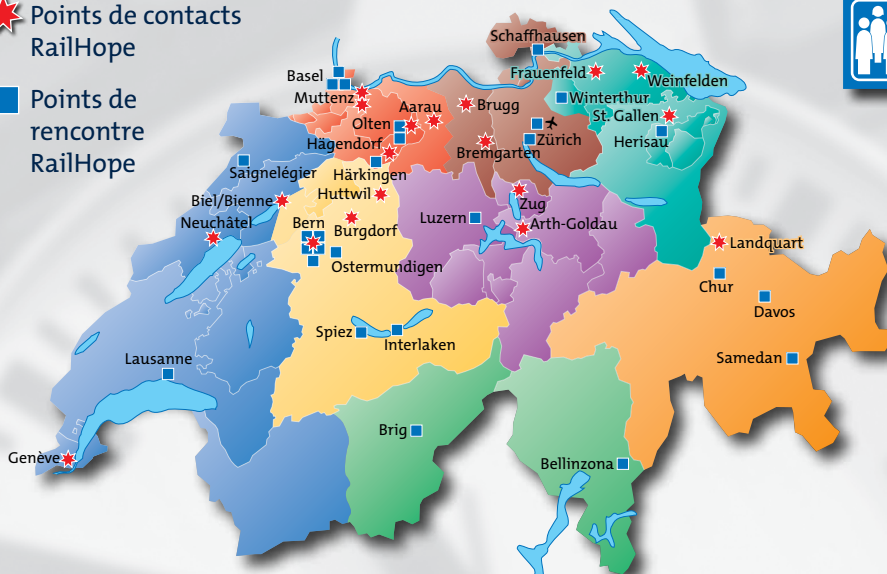 Points de contacts
RailHope
Points de
rencontre
RailHope
Schaffhausen
Basel
Frauenfeld
Weinfelden
Muttenz
Aarau
Brugg
Winterthur
Olten
St. Gallen
Zürich
Herisau
Hägendorf
Bremgarten
Saignelégier
Härkingen
Huttwil
Biel/Bienne
Zug
Neuchâtel
Bern
Burgdorf
Luzern
Arth-Goldau
Landquart
Ostermundigen
Chur
Davos
Spiez
Interlaken
Lausanne
Samedan
Brig
Genève
Bellinzona